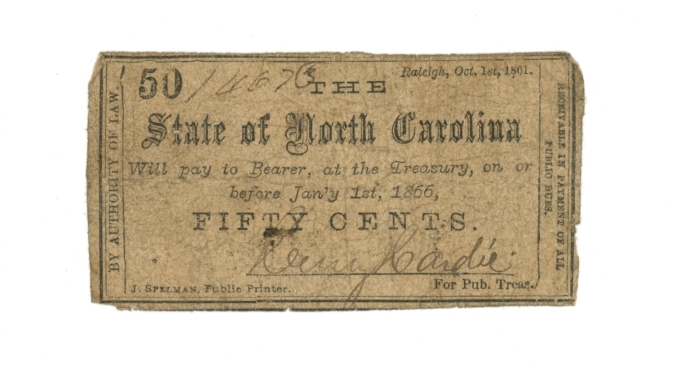 BY AUTHORITY OF LAW.
50 14676
Raleigh, Oct. 1st, 1861.
THE
State of North Carolina
Will pay to Bearer, at the Treasury, on or
before Jan'y 1st, 1866,
FIFTY CENTS.
Hardie
For Pub. Treas.
J. SPELMAN, Public Printer.
RECEIVABLE IN PAYMENT OF ALL
PUBLIC DUES.